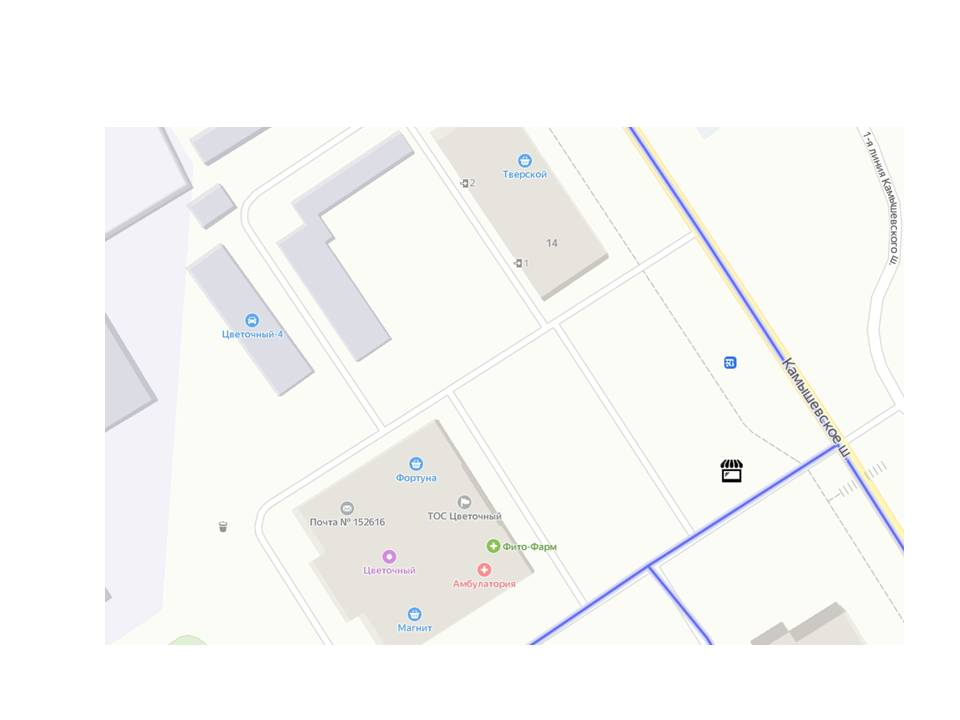 1-я линия Камышевского ш
Тверской
2
14
1
Цветочный-4
Камышевское ш.
Фортуна
Почта № 152616
ТОС Цветочный
Фито-Фарм
Цветочный
Амбулатория
Магнит